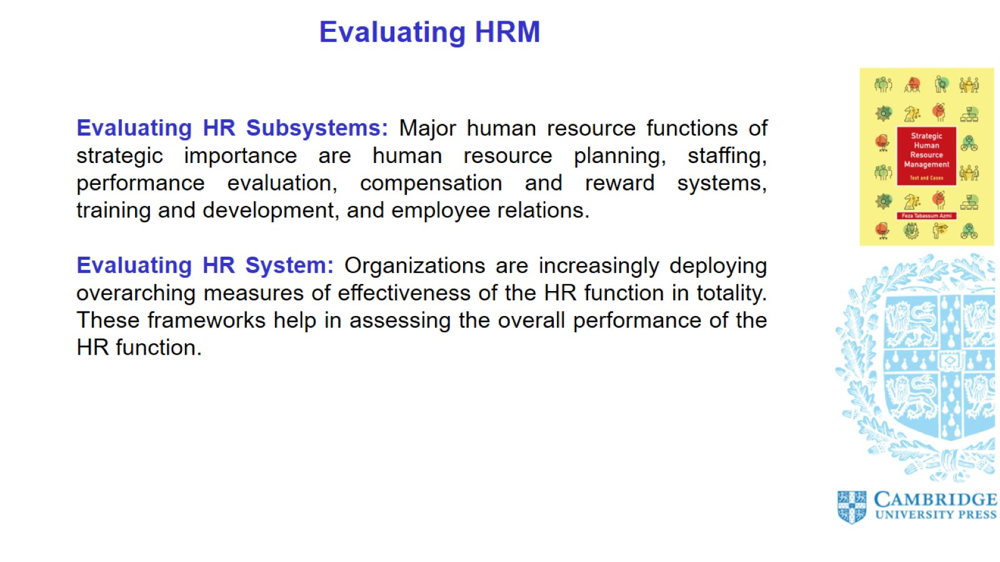 Evaluating HRM
Evaluating HR Subsystems: Major human resource functions of
strategic importance are human resource planning, staffing,
performance evaluation, compensation and reward systems,
training and development, and employee relations.
Evaluating HR System: Organizations are increasingly deploying
overarching measures of effectiveness of the HR function in totality.
These frameworks help in assessing the overall performance of the
HR function.
Strategic
Human
Resource
Management
Text and Cases
Feza Tabassum Azmi
CAMBRIDGE
UNIVERSITY PRESS